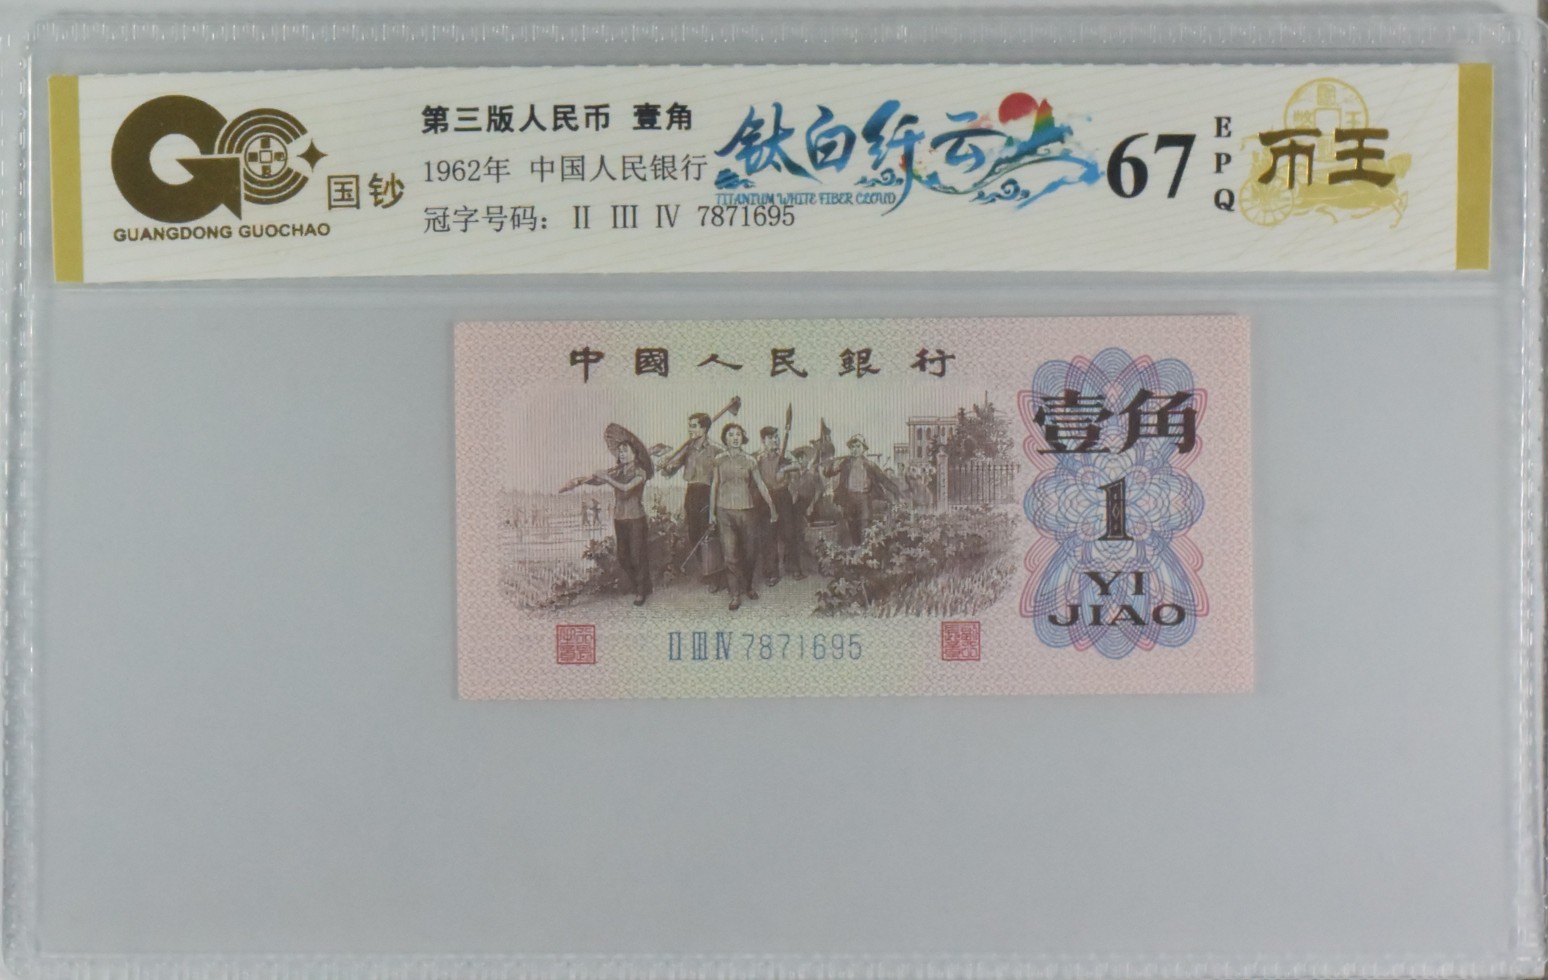 GC
国钞
GUANGDONG GUOCHAO
第三版人民币 壹角
1962年 中国人民银行
冠字号码: Ⅱ Ⅲ Ⅳ 7871695
钛白纤云
TITANIUM WHITE FIBER CLOUD
67
EPQ
币王
中國人民銀行
壹角
1
YI
JIAO
Ⅱ Ⅲ Ⅳ 7871695